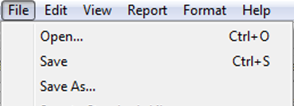 File Edit View Report Format Help
Open... Ctrl+O
Save Ctrl+S
Save As...